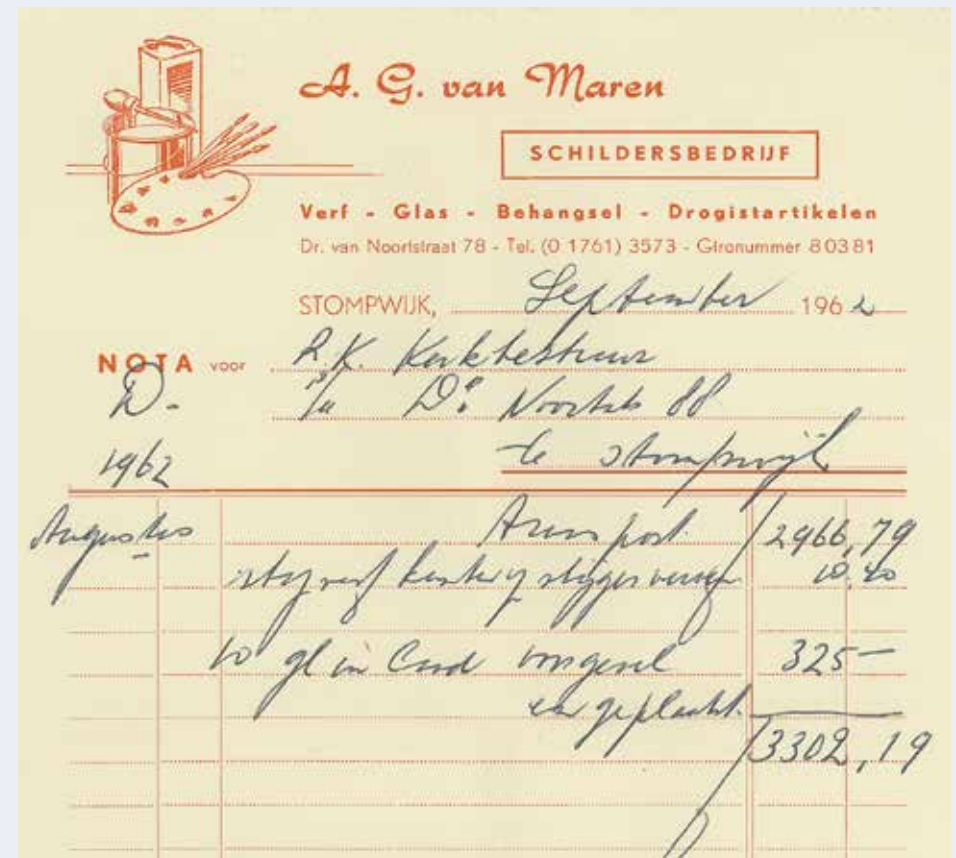 A. G. van Maren
SCHILDERSBEDRIJF
Verf - Glas - Behangsel - Drogistartikelen
Dr. van Noortstraat 78 - Tel. (0 1761) 3573 - Gironummer 80381
STOMPWIJK, September 1962
NOTA voor R.K. Kerkbestuur
D. Dr. Noortstr 88
1962 te Stompwijk
Augustus 2966,79
10.40
10 gl in Lood 325-
en geplaatst.
3302,19